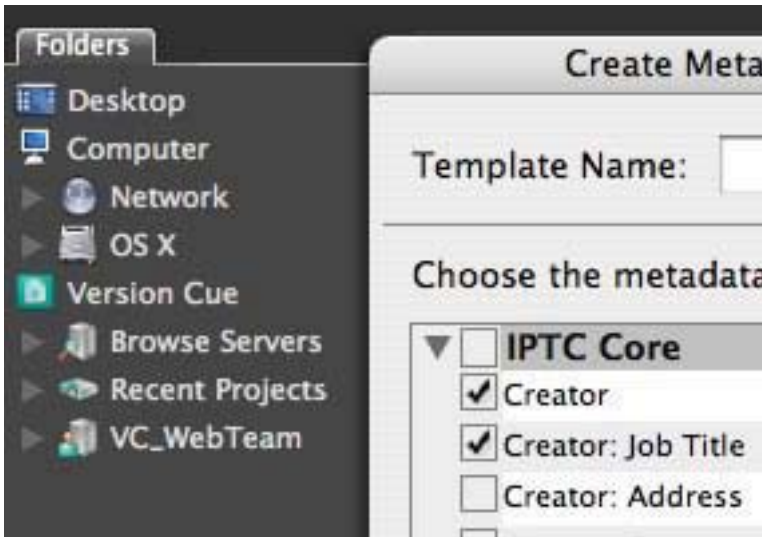 Folders
Desktop
Computer
Network
OS X
Version Cue
Browse Servers
Recent Projects
VC_WebTeam
Create Meta
Template Name:
Choose the metadata
IPTC Core
Creator
Creator: Job Title
Creator: Address